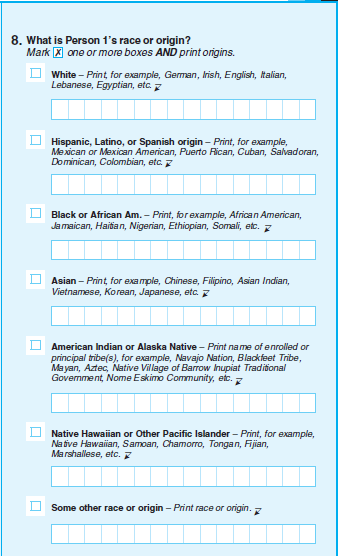 8. What is Person 1's race or origin?
Mark X one or more boxes AND print origins.
White – Print, for example, German, Irish, English, Italian,
Lebanese, Egyptian, etc.
Hispanic, Latino, or Spanish origin – Print, for example,
Mexican or Mexican American, Puerto Rican, Cuban, Salvadoran,
Dominican, Colombian, etc.
Black or African Am. – Print, for example, African American,
Jamaican, Haitian, Nigerian, Ethiopian, Somali, etc.
Asian – Print, for example, Chinese, Filipino, Asian Indian,
Vietnamese, Korean, Japanese, etc.
American Indian or Alaska Native – Print name of enrolled or
principal tribe(s), for example, Navajo Nation, Blackfeet Tribe,
Mayan, Aztec, Native Village of Barrow Inupiat Traditional
Government, Nome Eskimo Community, etc.
Native Hawaiian or Other Pacific Islander – Print, for example,
Native Hawaiian, Samoan, Chamorro, Tongan, Fijian,
Marshallese, etc.
Some other race or origin – Print race or origin.